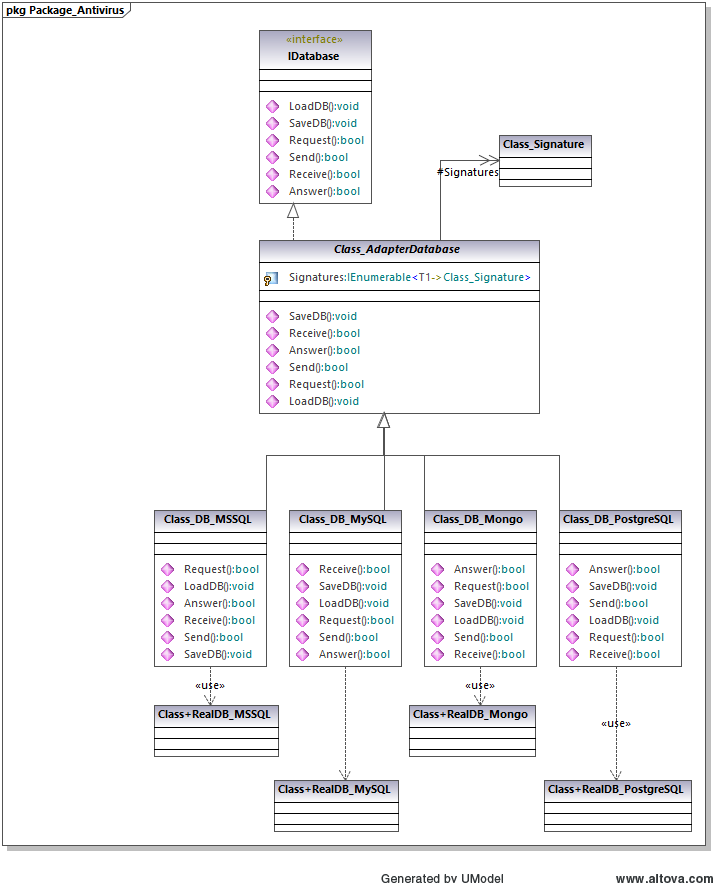 pkg Package_Antivirus
«interface»
IDatabase
LoadDB():void
SaveDB():void
Request():bool
Send():bool
Receive():bool
Answer():bool
Class_Signature
#Signatures
Class_AdapterDatabase
Signatures:IEnumerable<T1->Class_Signature>
SaveDB():void
Receive():bool
Answer():bool
Send():bool
Request():bool
LoadDB():void
Class_DB_MSSQL
Request():bool
LoadDB():void
Answer():bool
Receive():bool
Send():bool
SaveDB():void
Class_DB_MySQL
Receive():bool
SaveDB():void
LoadDB():void
Request():bool
Send():bool
Answer():bool
Class_DB_Mongo
Answer():bool
Request():bool
SaveDB():void
LoadDB():void
Send():bool
Receive():bool
Class_DB_PostgreSQL
Answer():bool
SaveDB():void
Send():bool
LoadDB():void
Request():bool
Receive():bool
«use»
«use»
Class+RealDB_MSSQL
Class+RealDB_Mongo
«use»
Class+RealDB_MySQL
Class+RealDB_PostgreSQL
Generated by UModel
www.altova.com